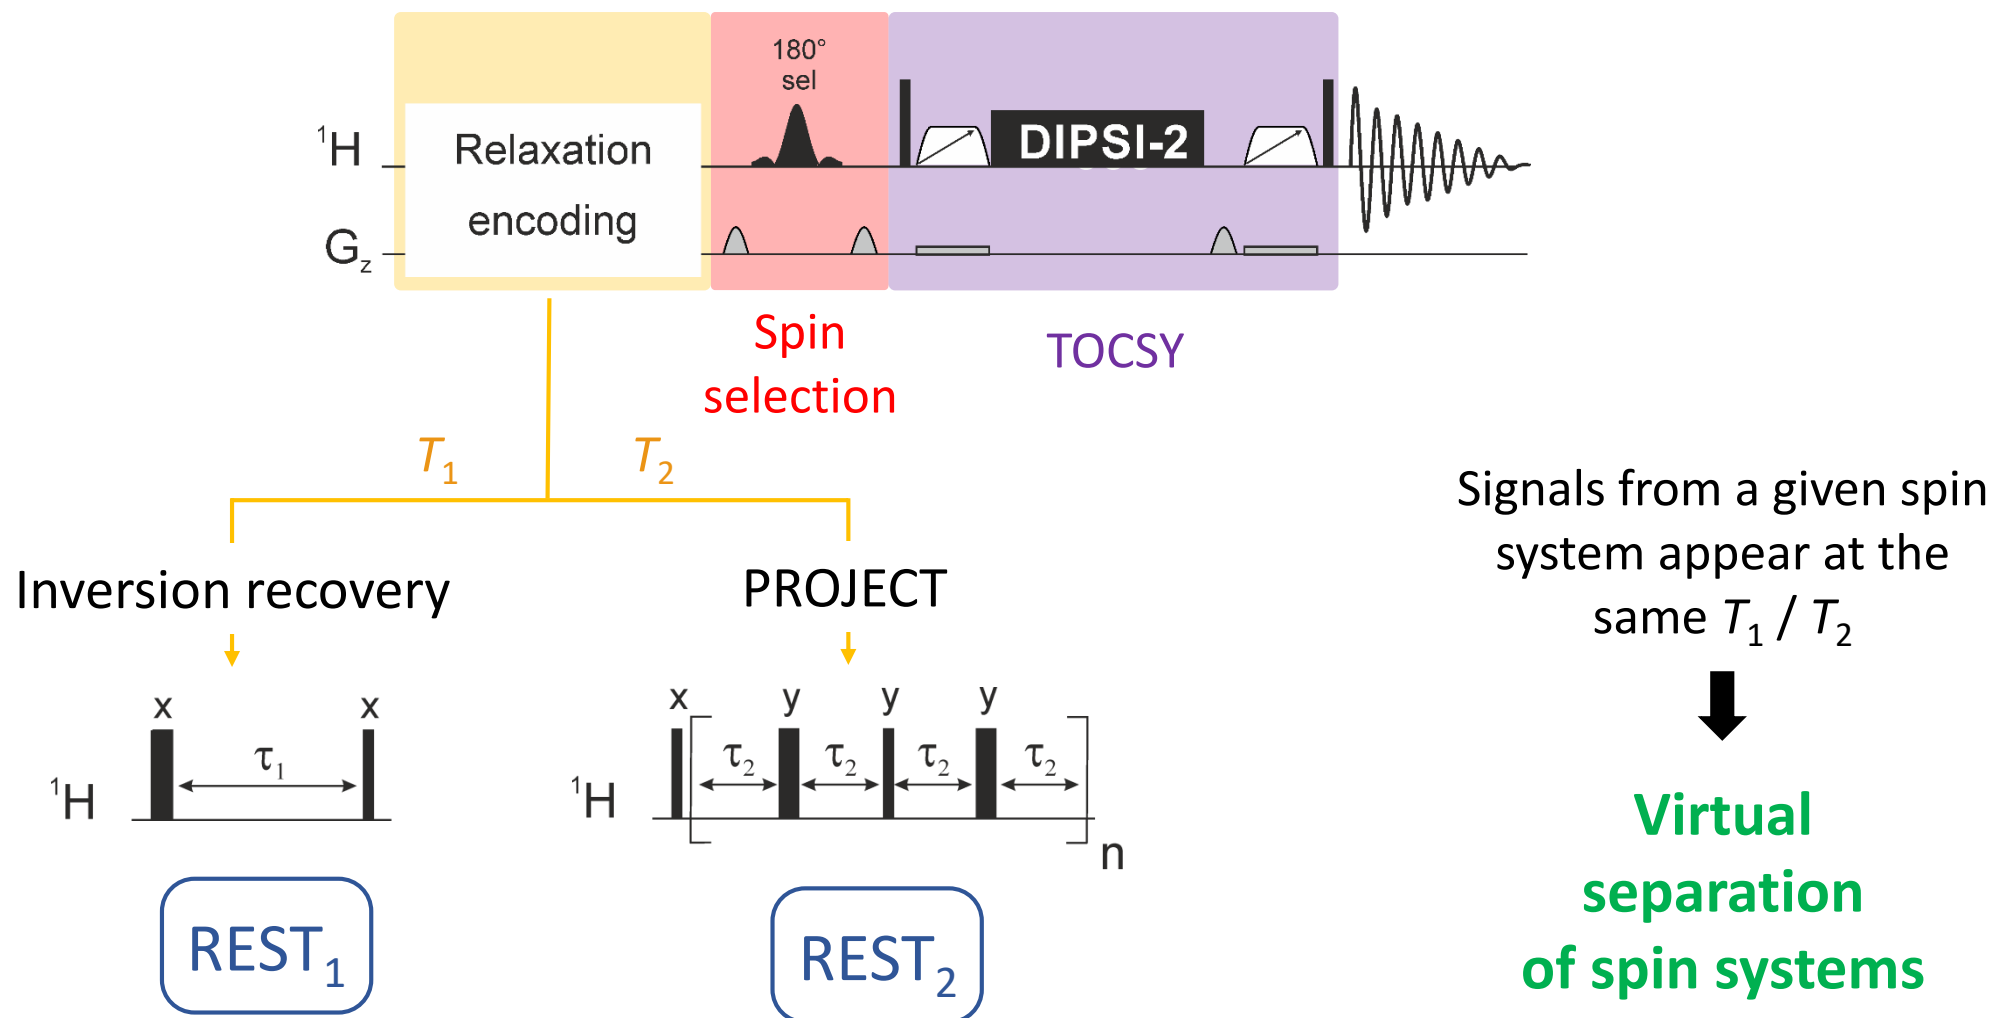 180°
sel
¹H
Relaxation
encoding
DIPSI-2
G_z
Spin
selection
TOCSY
T₁
T₂
Signals from a given spin
system appear at the
same T₁ / T₂
Inversion recovery
PROJECT
x
x
τ₁
¹H
x
y
y
y
τ₂
τ₂
τ₂
τ₂
¹H
n
Virtual
separation
of spin systems
REST₁
REST₂